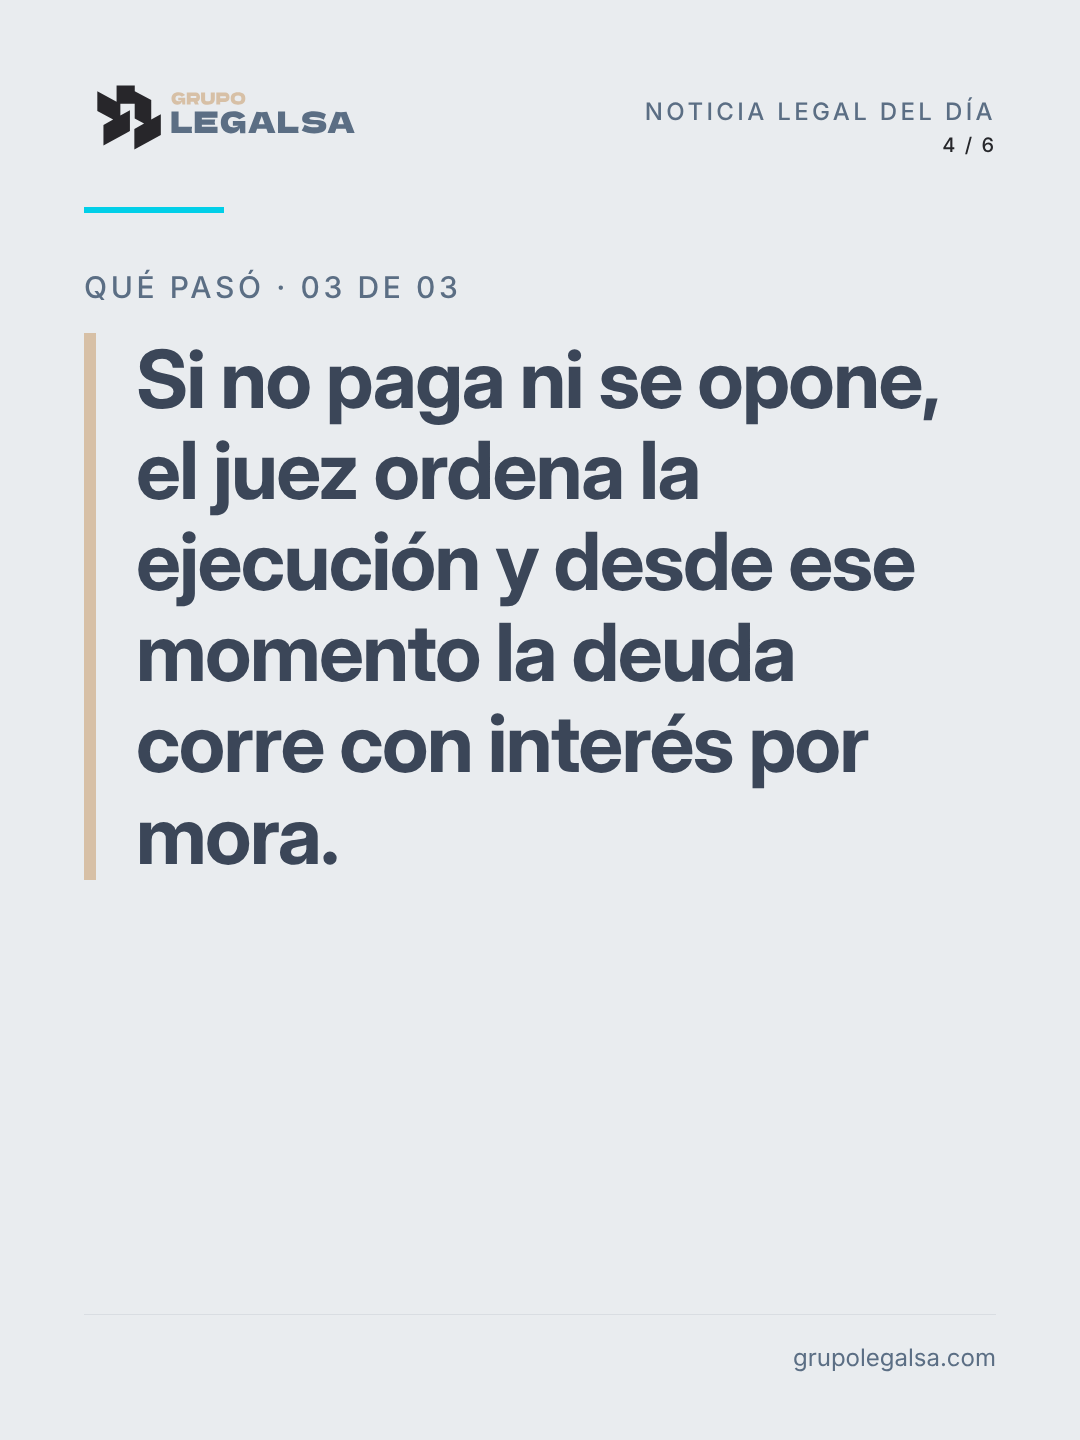 GRUPO
LEGALSA
NOTICIA LEGAL DEL DÍA
4 / 6
QUÉ PASÓ · 03 DE 03
Si no paga ni se opone,
el juez ordena la
ejecución y desde ese
momento la deuda
corre con interés por
mora.
grupolegalsa.com